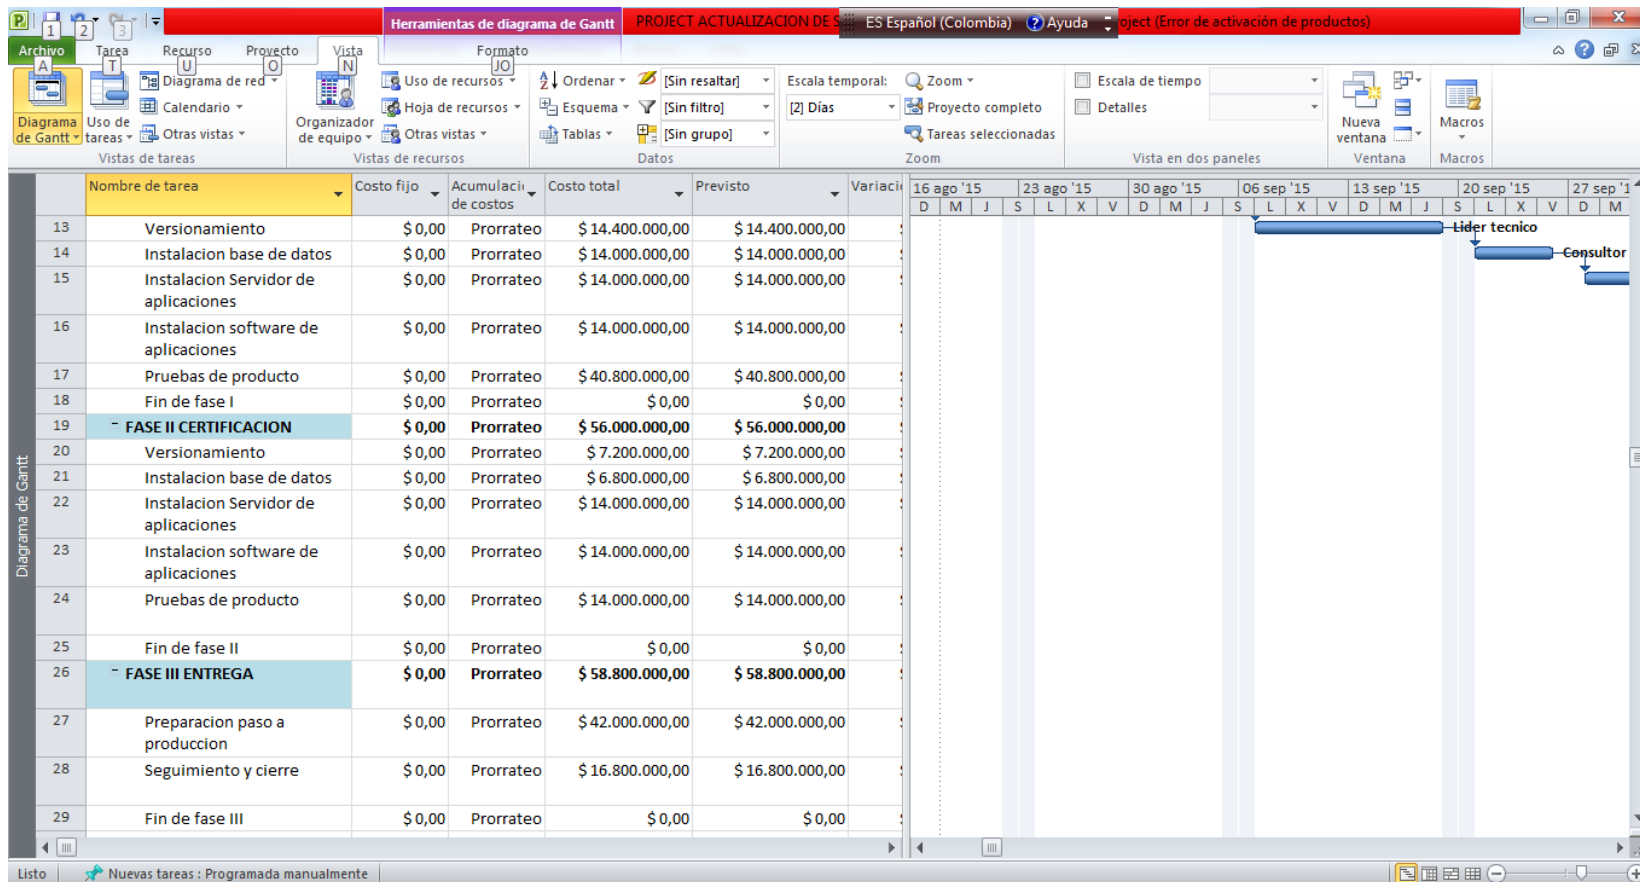 1 2 3
Herramientas de diagrama de Gantt
PROJECT ACTUALIZACION DE S
ES Español (Colombia) Ayuda
oject (Error de activación de productos)
Archivo Tarea Recurso Proyecto Vista Formato
A T U O N JO
Diagrama de Gantt
Uso de tareas
Diagrama de red
Calendario
Otras vistas
Vistas de tareas
Organizador de equipo
Uso de recursos
Hoja de recursos
Otras vistas
Vistas de recursos
Ordenar
Esquema
Tablas
[Sin resaltar]
[Sin filtro]
[Sin grupo]
Datos
Escala temporal:
[2] Días
Zoom
Proyecto completo
Tareas seleccionadas
Zoom
Escala de tiempo
Detalles
Vista en dos paneles
Nueva ventana
Ventana
Macros
Macros
Nombre de tarea Costo fijo Acumulaci de costos Costo total Previsto Variaci
13 Versionamiento $ 0,00 Prorrateo $ 14.400.000,00 $ 14.400.000,00
14 Instalacion base de datos $ 0,00 Prorrateo $ 14.000.000,00 $ 14.000.000,00
15 Instalacion Servidor de aplicaciones $ 0,00 Prorrateo $ 14.000.000,00 $ 14.000.000,00
16 Instalacion software de aplicaciones $ 0,00 Prorrateo $ 14.000.000,00 $ 14.000.000,00
17 Pruebas de producto $ 0,00 Prorrateo $ 40.800.000,00 $ 40.800.000,00
18 Fin de fase I $ 0,00 Prorrateo $ 0,00 $ 0,00
19 FASE II CERTIFICACION $ 0,00 Prorrateo $ 56.000.000,00 $ 56.000.000,00
20 Versionamiento $ 0,00 Prorrateo $ 7.200.000,00 $ 7.200.000,00
21 Instalacion base de datos $ 0,00 Prorrateo $ 6.800.000,00 $ 6.800.000,00
22 Instalacion Servidor de aplicaciones $ 0,00 Prorrateo $ 14.000.000,00 $ 14.000.000,00
23 Instalacion software de aplicaciones $ 0,00 Prorrateo $ 14.000.000,00 $ 14.000.000,00
24 Pruebas de producto $ 0,00 Prorrateo $ 14.000.000,00 $ 14.000.000,00
25 Fin de fase II $ 0,00 Prorrateo $ 0,00 $ 0,00
26 FASE III ENTREGA $ 0,00 Prorrateo $ 58.800.000,00 $ 58.800.000,00
27 Preparacion paso a produccion $ 0,00 Prorrateo $ 42.000.000,00 $ 42.000.000,00
28 Seguimiento y cierre $ 0,00 Prorrateo $ 16.800.000,00 $ 16.800.000,00
29 Fin de fase III $ 0,00 Prorrateo $ 0,00 $ 0,00
16 ago '15 23 ago '15 30 ago '15 06 sep '15 13 sep '15 20 sep '15 27 sep '1
D M J S L X V D M J S L X V D M J S L X V D M
Lider tecnico
Consultor
Diagrama de Gantt
Listo Nuevas tareas : Programada manualmente